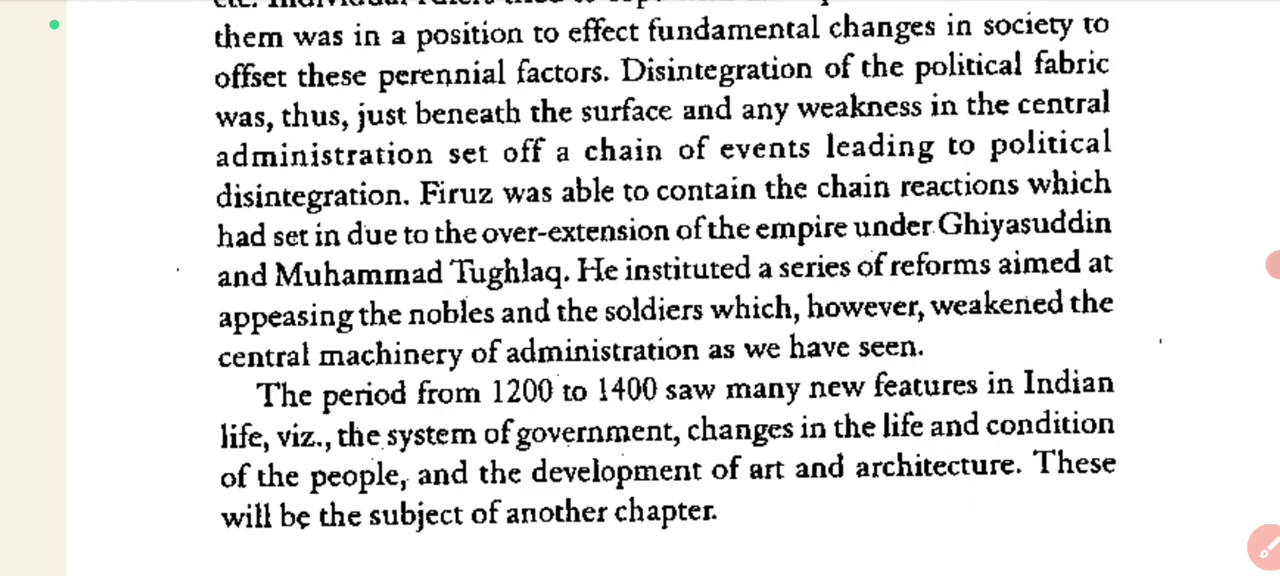 them was in a position to effect fundamental changes in society to
offset these perennial factors. Disintegration of the political fabric
was, thus, just beneath the surface and any weakness in the central
administration set off a chain of events leading to political
disintegration. Firuz was able to contain the chain reactions which
had set in due to the over-extension of the empire under Ghiyasuddin
and Muhammad Tughlaq. He instituted a series of reforms aimed at
appeasing the nobles and the soldiers which, however, weakened the
central machinery of administration as we have seen.
The period from 1200 to 1400 saw many new features in Indian
life, viz., the system of government, changes in the life and condition
of the people, and the development of art and architecture. These
will be the subject of another chapter.